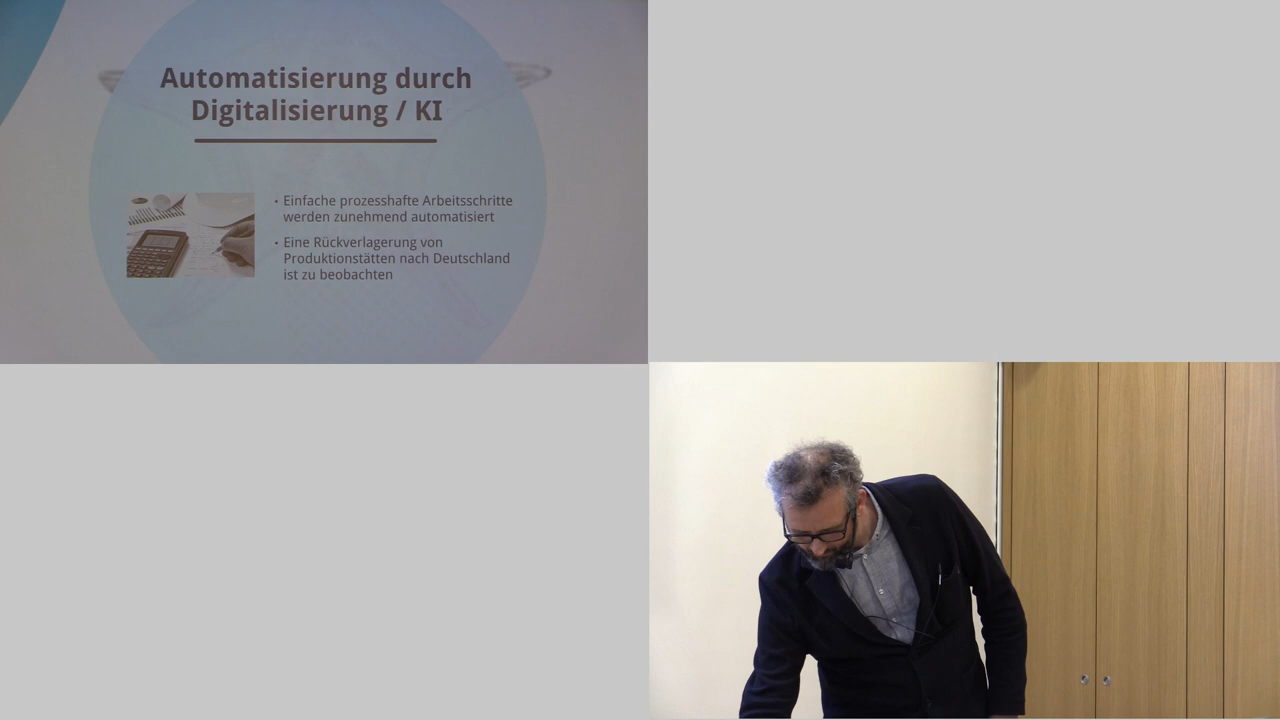 Automatisierung durch
Digitalisierung / KI
• Einfache prozesshafte Arbeitsschritte
werden zunehmend automatisiert
• Eine Rückverlagerung von
Produktionstätten nach Deutschland
ist zu beobachten